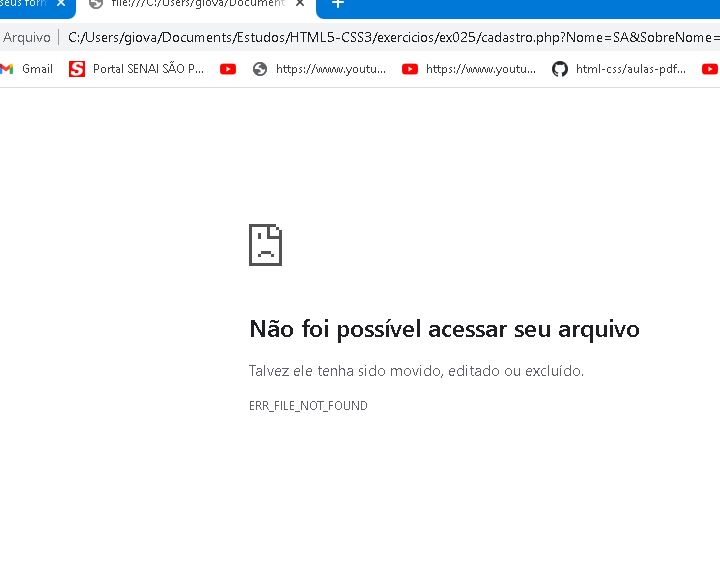 seus form
file:///C:/Users/giova/Document
Arquivo
C:/Users/giova/Documents/Estudos/HTML5-CSS3/exercicios/ex025/cadastro.php?Nome=SA&SobreNome=
Gmail
Portal SENAI SÃO P...
https://www.youtu...
https://www.youtu...
html-css/aulas-pdf...
Não foi possível acessar seu arquivo
Talvez ele tenha sido movido, editado ou excluído.
ERR_FILE_NOT_FOUND